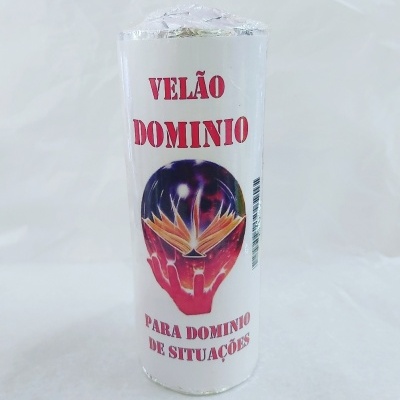 VELÃO
DOMINIO
PARA DOMINIO
DE SITUAÇÕES